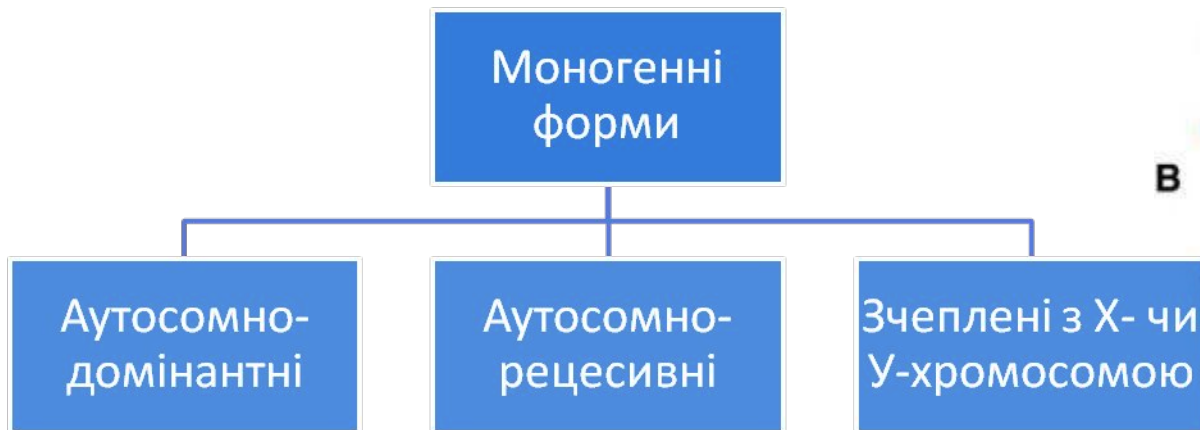 Моногенні
форми
В
Аутосомно-
домінантні
Аутосомно-
рецесивні
Зчеплені з Х- чи
У-хромосомою